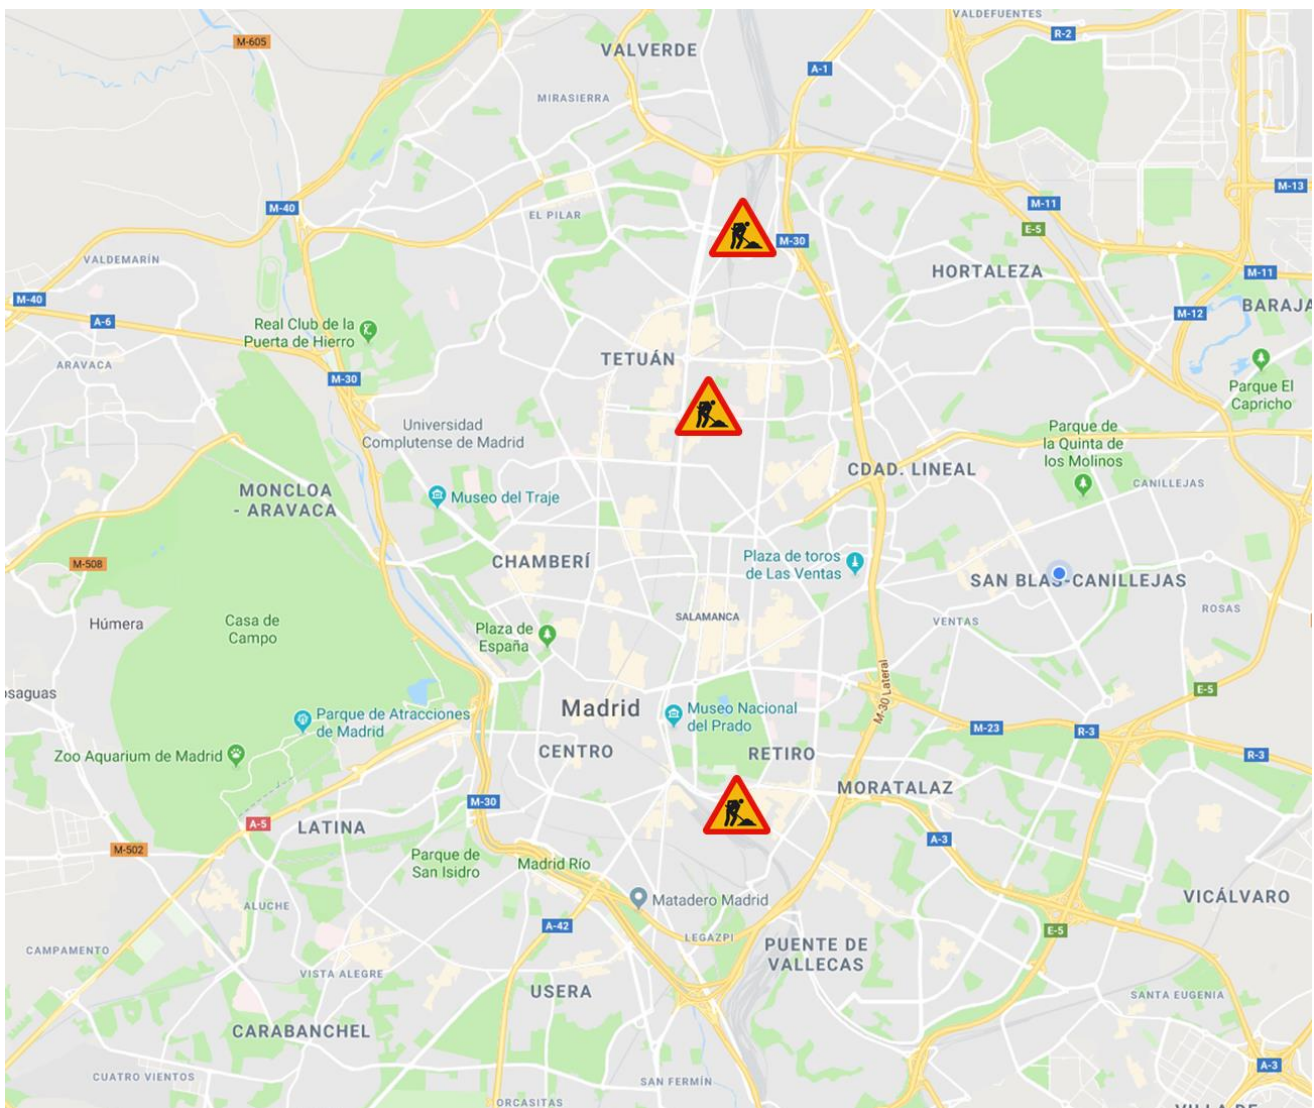 VALDEFUENTES
R-2
M-605
VALVERDE
A-1
MIRASIERRA
M-13
M-11
M-40
EL PILAR
E-5
M-30
VALDEMARÍN
HORTALEZA
M-11
M-40
BARAJA
A-6
M-12
Real Club de la
Puerta de Hierro
TETUÁN
ARAVACA
M-30
Parque El
Capricho
Universidad
Complutense de Madrid
Parque de
la Quinta de
los Molinos
CDAD. LINEAL
CANILLEJAS
MONCLOA
- ARAVACA
Museo del Traje
M-508
CHAMBERÍ
Plaza de toros
de Las Ventas
SAN BLAS-CANILLEJAS
ROSAS
Húmera
Casa de
Campo
SALAMANCA
VENTAS
Plaza de
España
osaguas
M-30 Lateral
E-5
Madrid
Museo Nacional
del Prado
Parque de Atracciones
de Madrid
M-23
R-3
R-3
Zoo Aquarium de Madrid
CENTRO
RETIRO
MORATALAZ
M-30
A-5
LATINA
A-3
M-502
Parque de
San Isidro
Madrid Río
VICÁLVARO
Matadero Madrid
ALUCHE
A-42
E-5
LEGAZPI
CAMPAMENTO
PUENTE DE
VALLECAS
VISTA ALEGRE
USERA
SANTA EUGENIA
CARABANCHEL
A-3
CUATRO VIENTOS
SAN FERMÍN
ORCASITAS
VILLA DE